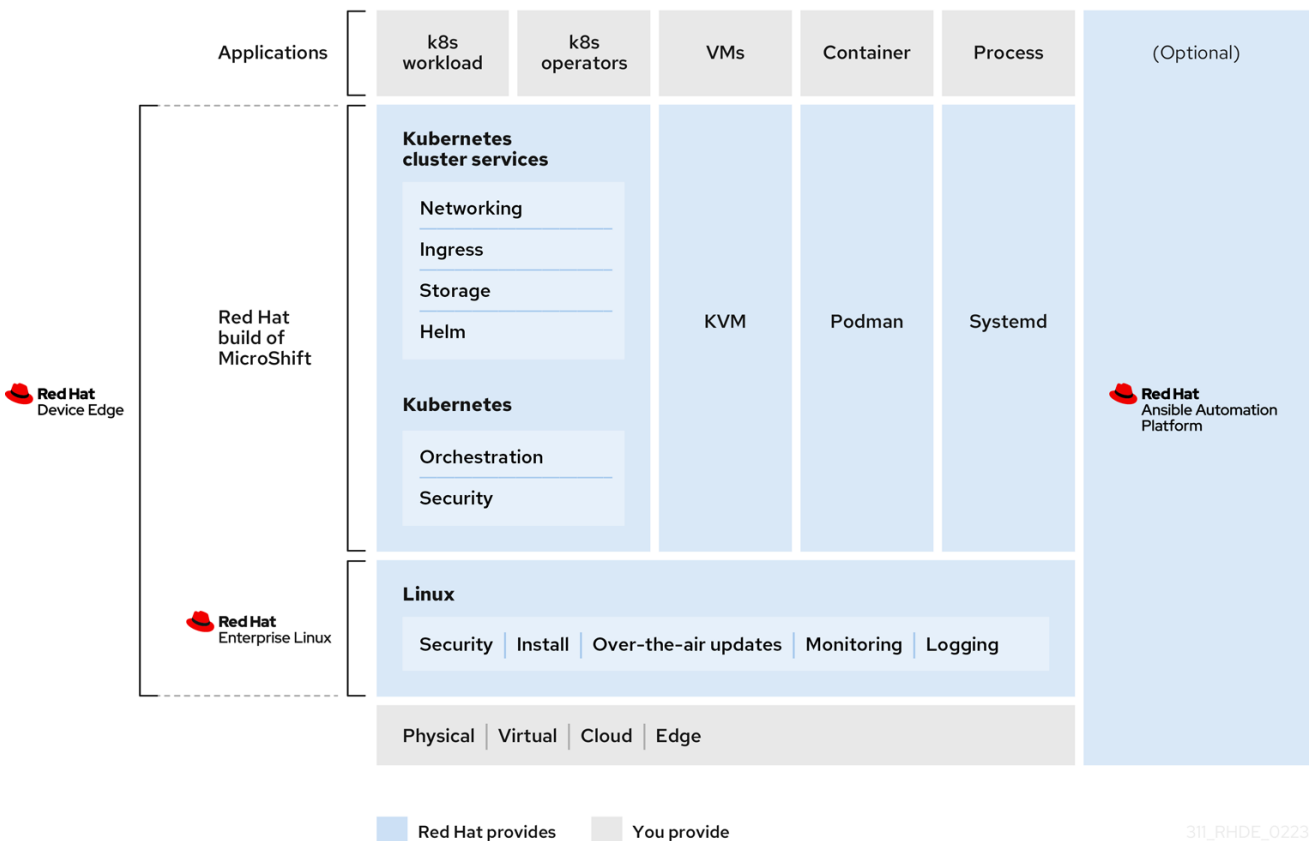 Applications
k8s
workload
k8s
operators
VMs
Container
Process
(Optional)
Kubernetes
cluster services
Networking
Ingress
Storage
Helm
Red Hat
build of
MicroShift
KVM
Podman
Systemd
Red Hat
Device Edge
Kubernetes
Orchestration
Security
Red Hat
Ansible Automation
Platform
Linux
Red Hat
Enterprise Linux
Security
Install
Over-the-air updates
Monitoring
Logging
Physical
Virtual
Cloud
Edge
Red Hat provides
You provide
311_RHDE_0223